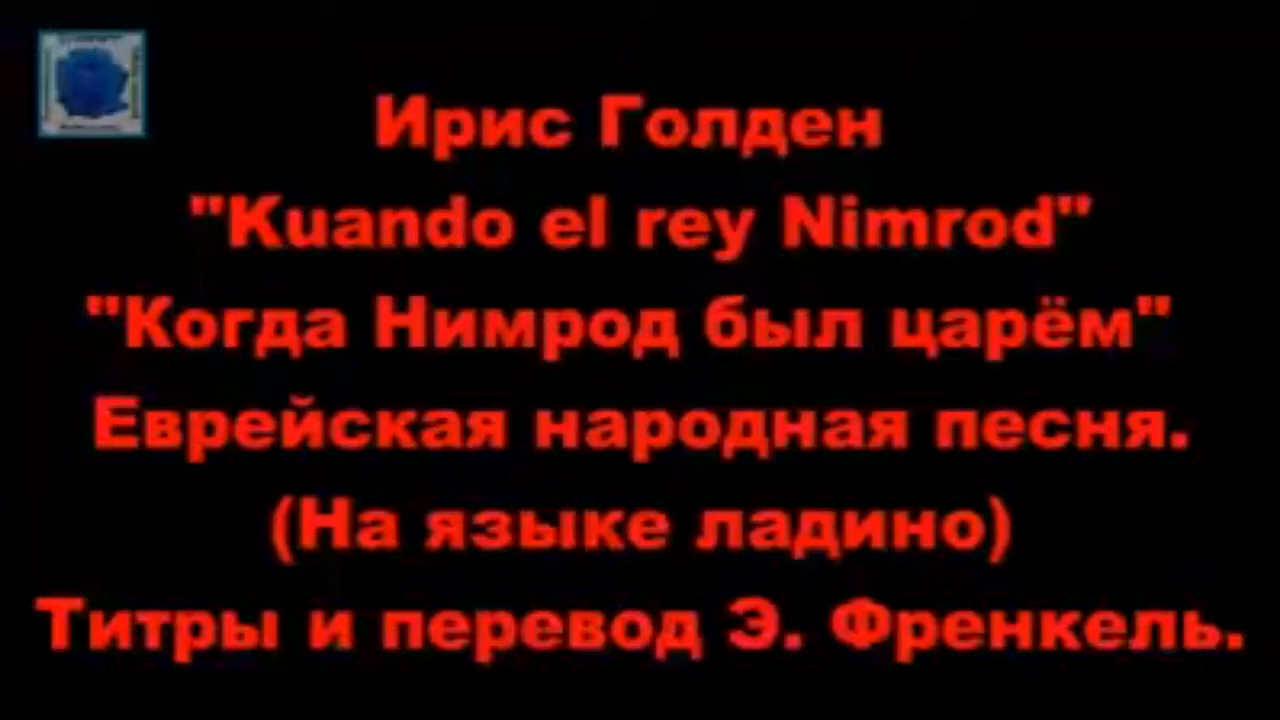 Ирис Голден
"Kuando el rey Nimrod"
"Когда Нимрод был царём"
Еврейская народная песня.
(На языке ладино)
Титры и перевод Э. Френкель.